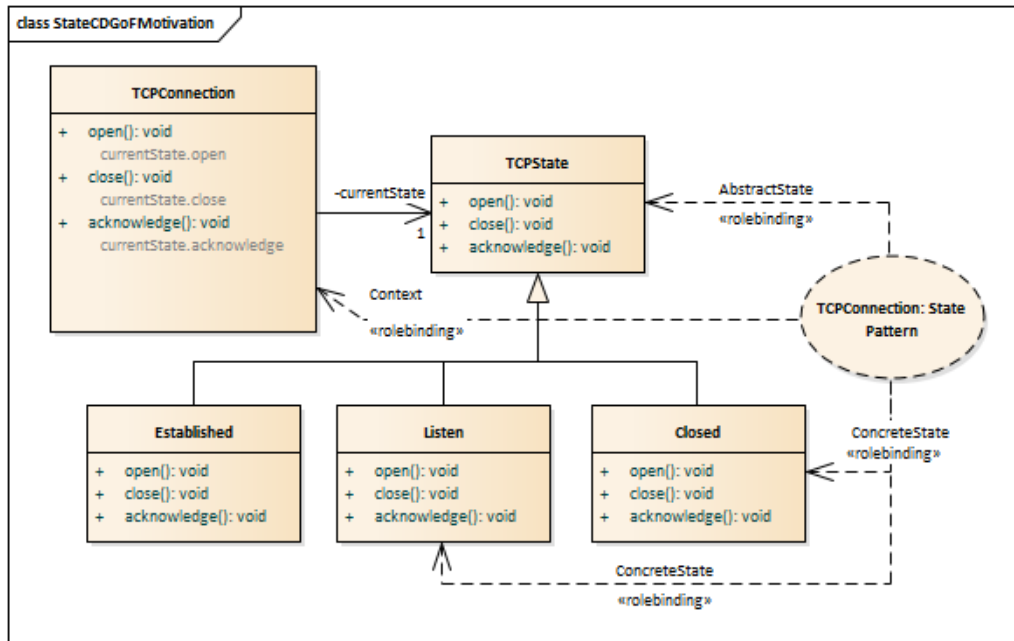 class StateCDGoFMotivation
TCPConnection
+ open(): void
currentState.open
+ close(): void
currentState.close
+ acknowledge(): void
currentState.acknowledge
-currentState
1
TCPState
+ open(): void
+ close(): void
+ acknowledge(): void
AbstractState
«rolebinding»
Context
«rolebinding»
TCPConnection: State
Pattern
Established
+ open(): void
+ close(): void
+ acknowledge(): void
Listen
+ open(): void
+ close(): void
+ acknowledge(): void
Closed
+ open(): void
+ close(): void
+ acknowledge(): void
ConcreteState
«rolebinding»
ConcreteState
«rolebinding»